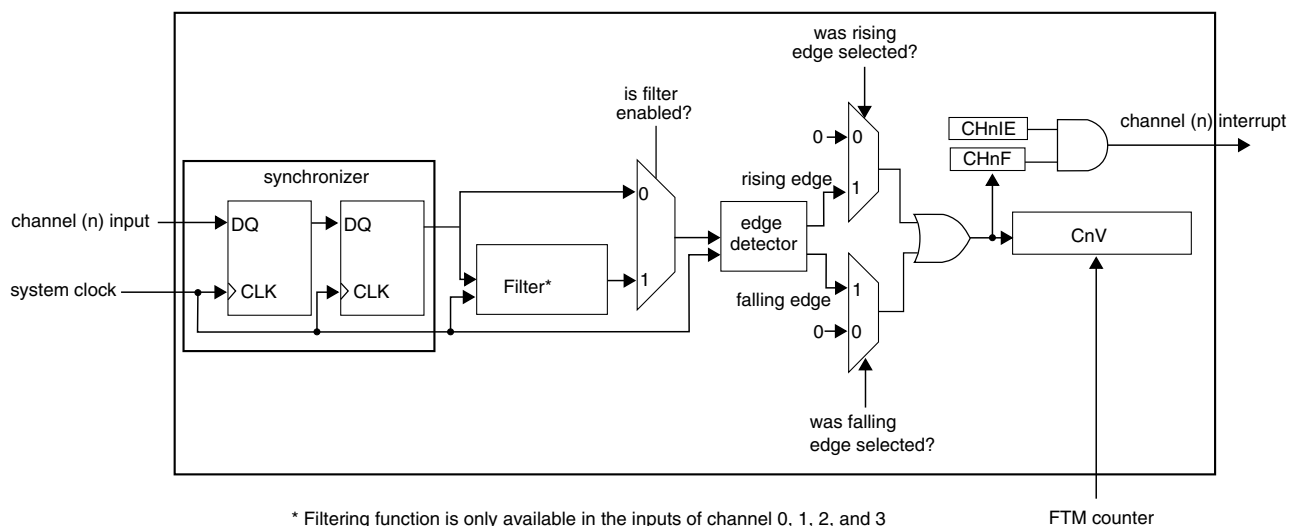 was rising
edge selected?
is filter
enabled?
CHnIE
channel (n) interrupt
0
0
CHnF
synchronizer
rising edge
1
0
channel (n) input
DQ
DQ
edge
detector
CnV
system clock
CLK
CLK
Filter*
1
falling edge
1
0
0
was falling
edge selected?
* Filtering function is only available in the inputs of channel 0, 1, 2, and 3
FTM counter